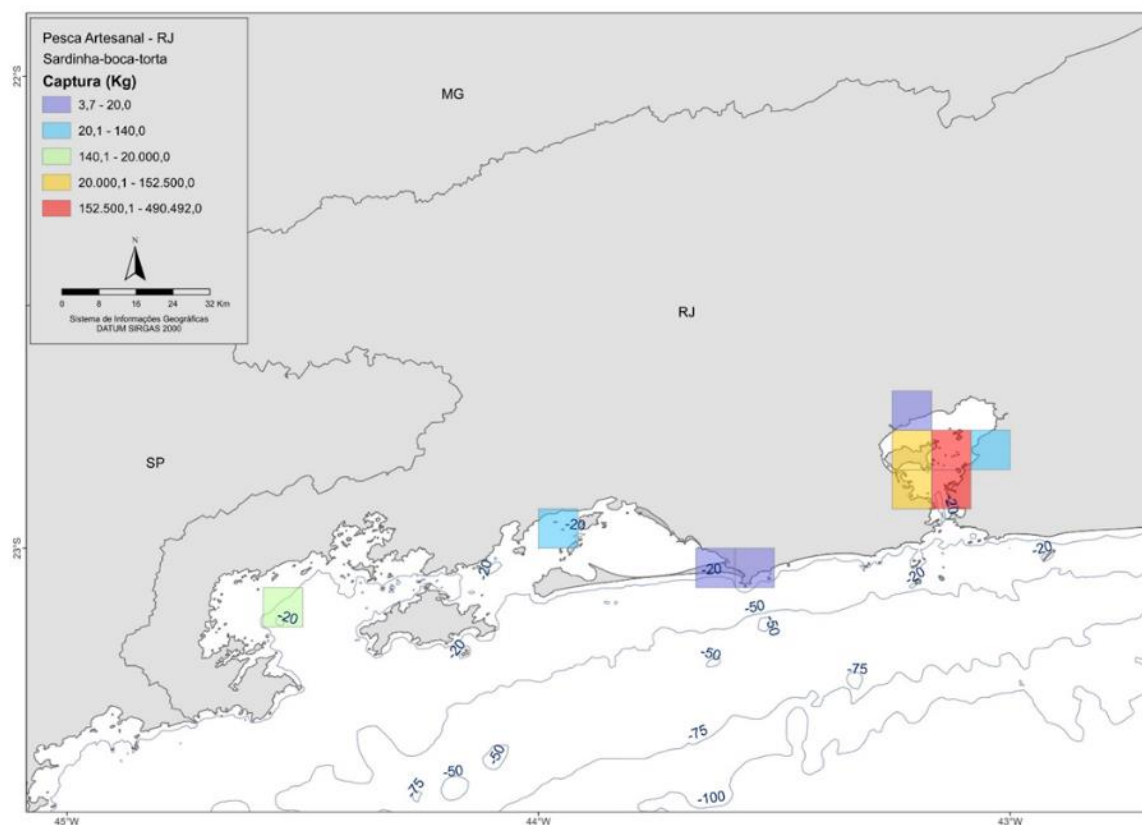 Pesca Artesanal - RJ
Sardinha-boca-torta
Captura (Kg)
3,7 - 20,0
20,1 - 140,0
140,1 - 20.000,0
20.000,1 - 152.500,0
152.500,1 - 490.492,0
N
0 8 16 24 32 Km
Sistema de Informações Geográficas
DATUM SIRGAS 2000
22°S
MG
RJ
SP
-20
-20
23°S
-20
-20
-20
-20
-20
-20
-50
-50
-50
-75
-75
-50
-50
-75
-100
45°W
44°W
43°W